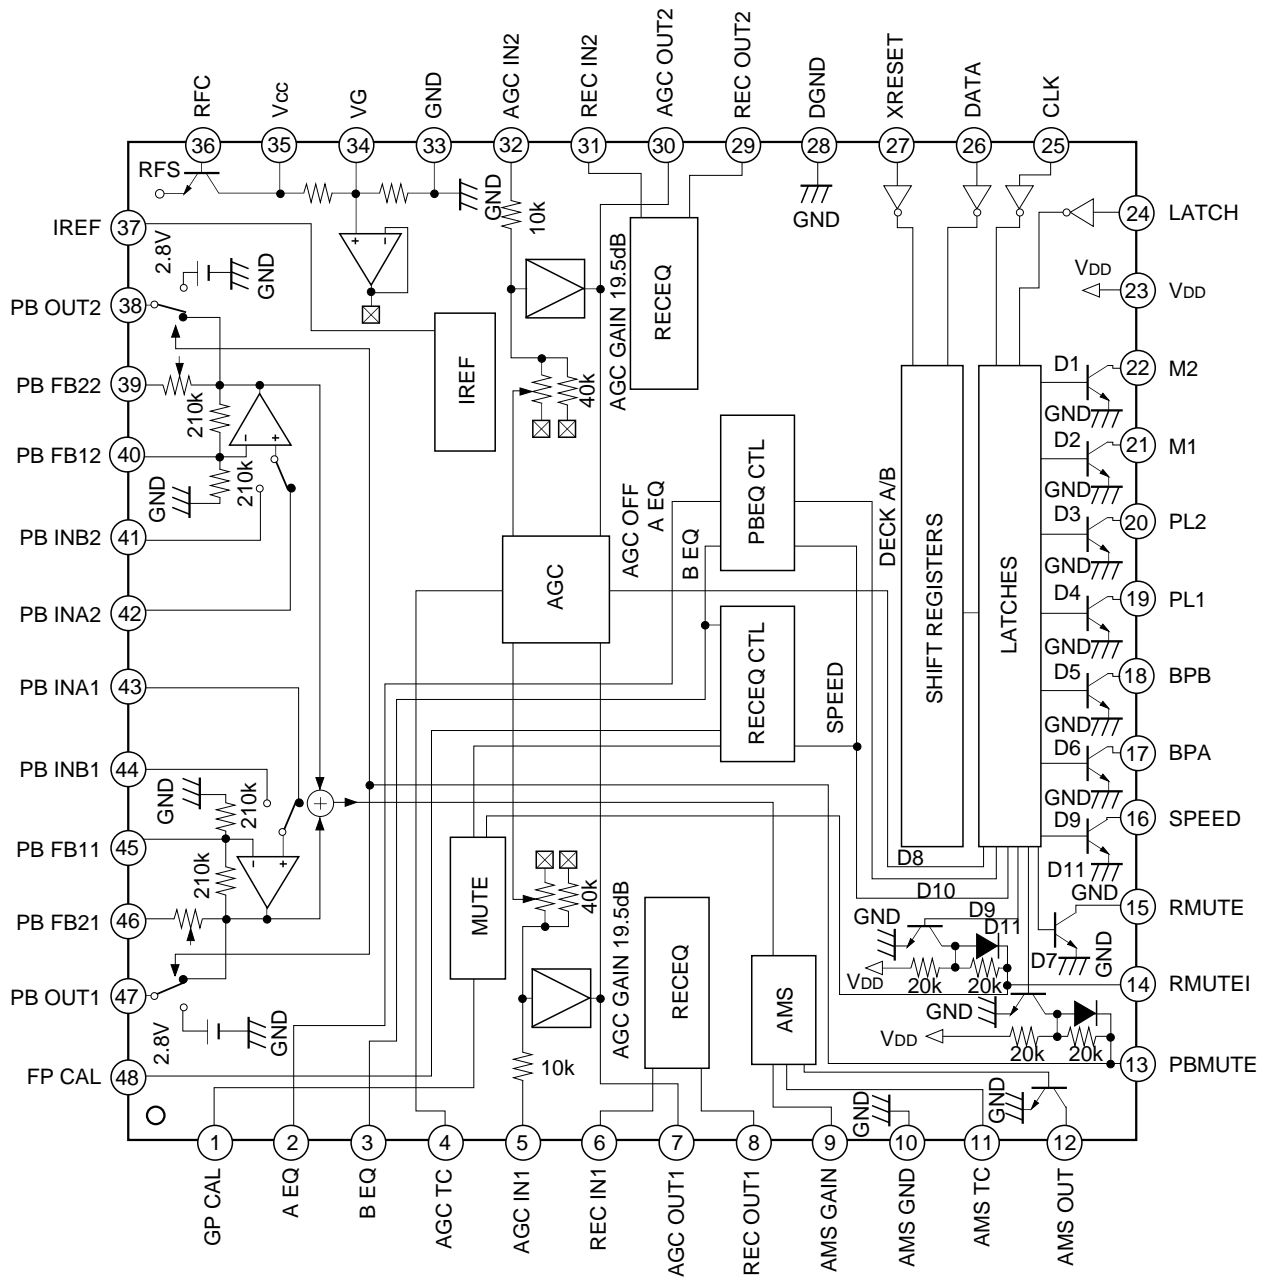 RFC
Vcc
VG
GND
AGC IN2
REC IN2
AGC OUT2
REC OUT2
DGND
XRESET
DATA
CLK
36
35
34
33
32
31
30
29
28
27
26
25
RFS
GND
10k
GND
24 LATCH
IREF 37
2.8V
GND
VDD
23 VDD
PB OUT2 38
AGC GAIN 19.5dB
RECEQ
IREF
40k
D1
22 M2
GND
PB FB22 39
210k
D2
21 M1
GND
PB FB12 40
210k
GND
AGC OFF
A EQ
B EQ
PBEQ CTL
DECK A/B
SHIFT REGISTERS
LATCHES
D3
20 PL2
GND
PB INB2 41
AGC
D4
19 PL1
GND
PB INA2 42
RECEQ CTL
SPEED
D5
18 BPB
GND
PB INA1 43
D6
17 BPA
GND
PB INB1 44
GND
210k
+
D9
16 SPEED
D11
GND
PB FB11 45
210k
MUTE
40k
AGC GAIN 19.5dB
RECEQ
AMS
D8
D10
D9
D11
GND
D7
GND
15 RMUTE
PB FB21 46
VDD
20k
20k
14 RMUTEI
PB OUT1 47
2.8V
GND
10k
GND
VDD
20k
20k
13 PBMUTE
FP CAL 48
GND
GND
1
2
3
4
5
6
7
8
9
10
11
12
GP CAL
A EQ
B EQ
AGC TC
AGC IN1
REC IN1
AGC OUT1
REC OUT1
AMS GAIN
AMS GND
AMS TC
AMS OUT